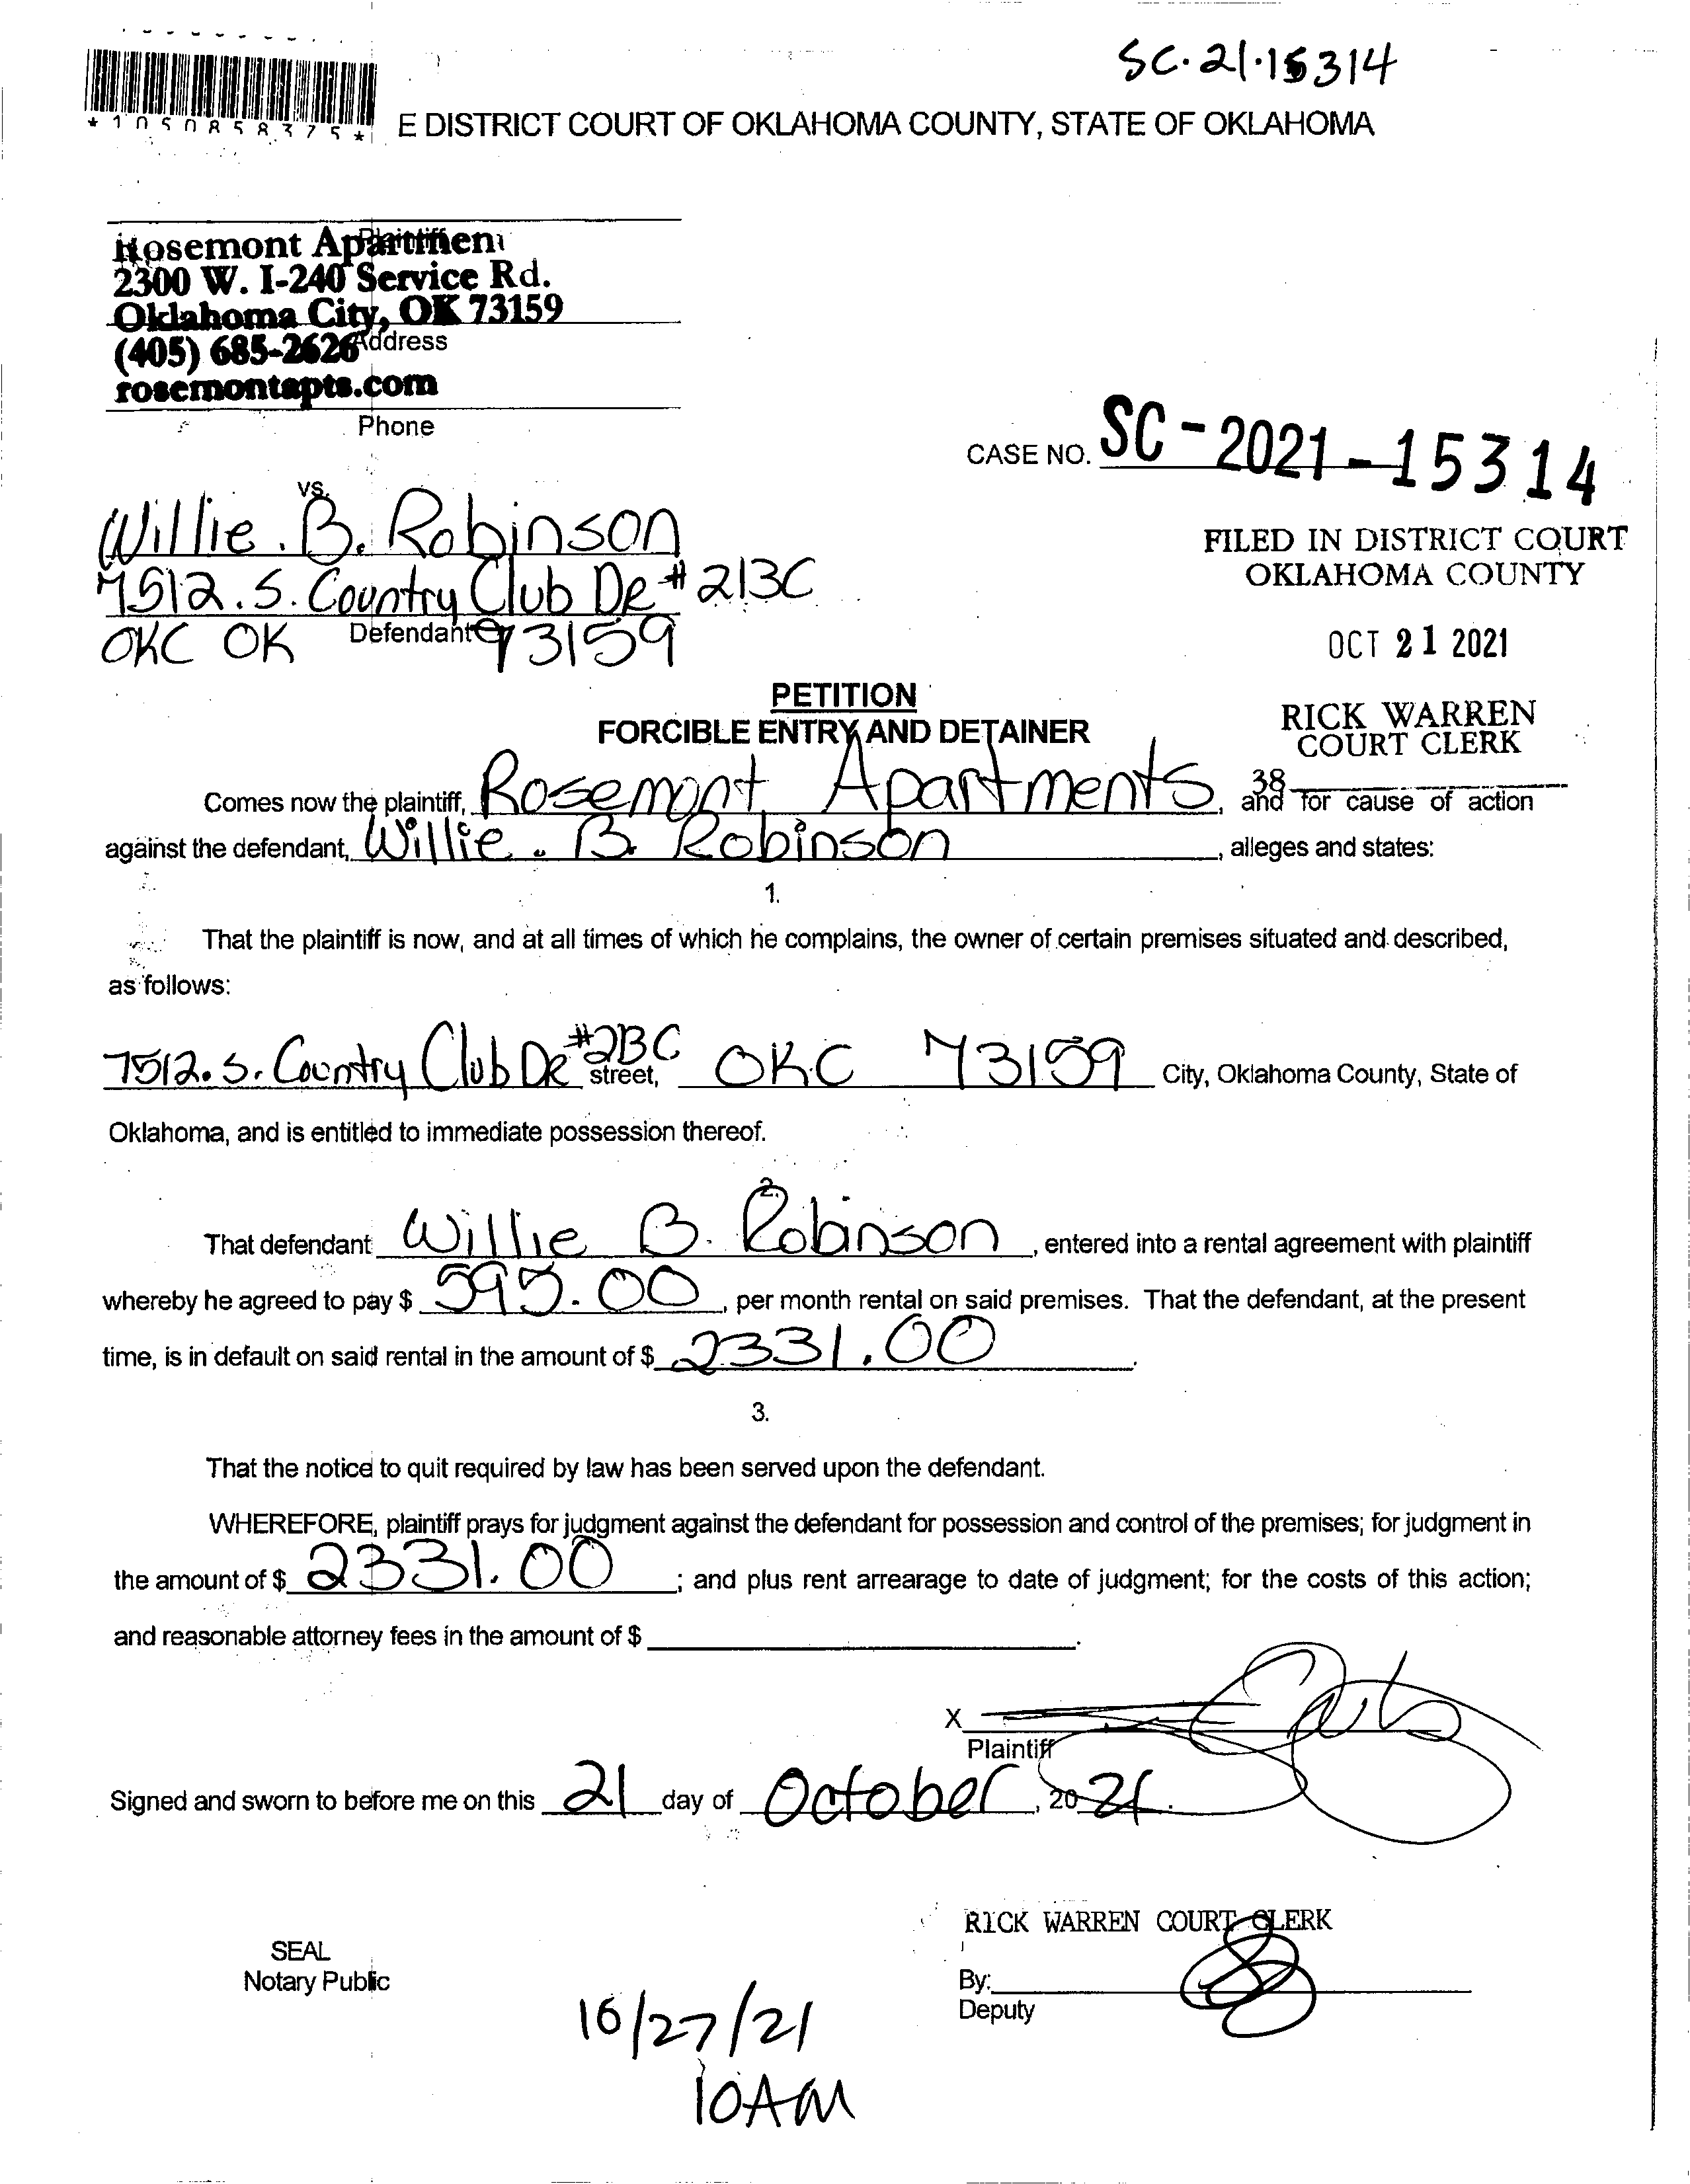 SC-21-15314
*1050858375*
E DISTRICT COURT OF OKLAHOMA COUNTY, STATE OF OKLAHOMA
Rosemont Apartmen
Plaintiff
2300 W. I-240 Service Rd.
Oklahoma City, OK 73159
(405) 685-2626
Address
rosemontapts.com
Phone
CASE NO. SC-2021-15314
vs.
Willie. B. Robinson
7512. S. Country Club DR # 213C
Defendant
OKC OK 73159
FILED IN DISTRICT COURT
OKLAHOMA COUNTY
OCT 21 2021
RICK WARREN
COURT CLERK
38
PETITION
FORCIBLE ENTRY AND DETAINER
Comes now the plaintiff, Rosemont Apartments, and for cause of action
against the defendant, Willie. B. Robinson, alleges and states:
1.
That the plaintiff is now, and at all times of which he complains, the owner of certain premises situated and described,
as follows:
7512. S. Country Club DR #213C street, OKC 73159 City, Oklahoma County, State of
Oklahoma, and is entitled to immediate possession thereof.
2.
That defendant Willie B. Robinson, entered into a rental agreement with plaintiff
whereby he agreed to pay $ 595.00, per month rental on said premises. That the defendant, at the present
time, is in default on said rental in the amount of $ 2331.00.
3.
That the notice to quit required by law has been served upon the defendant.
WHEREFORE, plaintiff prays for judgment against the defendant for possession and control of the premises; for judgment in
the amount of $ 2331.00; and plus rent arrearage to date of judgment; for the costs of this action;
and reasonable attorney fees in the amount of $.
X
Plaintiff
Signed and sworn to before me on this 21 day of October, 2021.
RICK WARREN COURT CLERK
SEAL
Notary Public
By:
Deputy
10/27/21
10AM